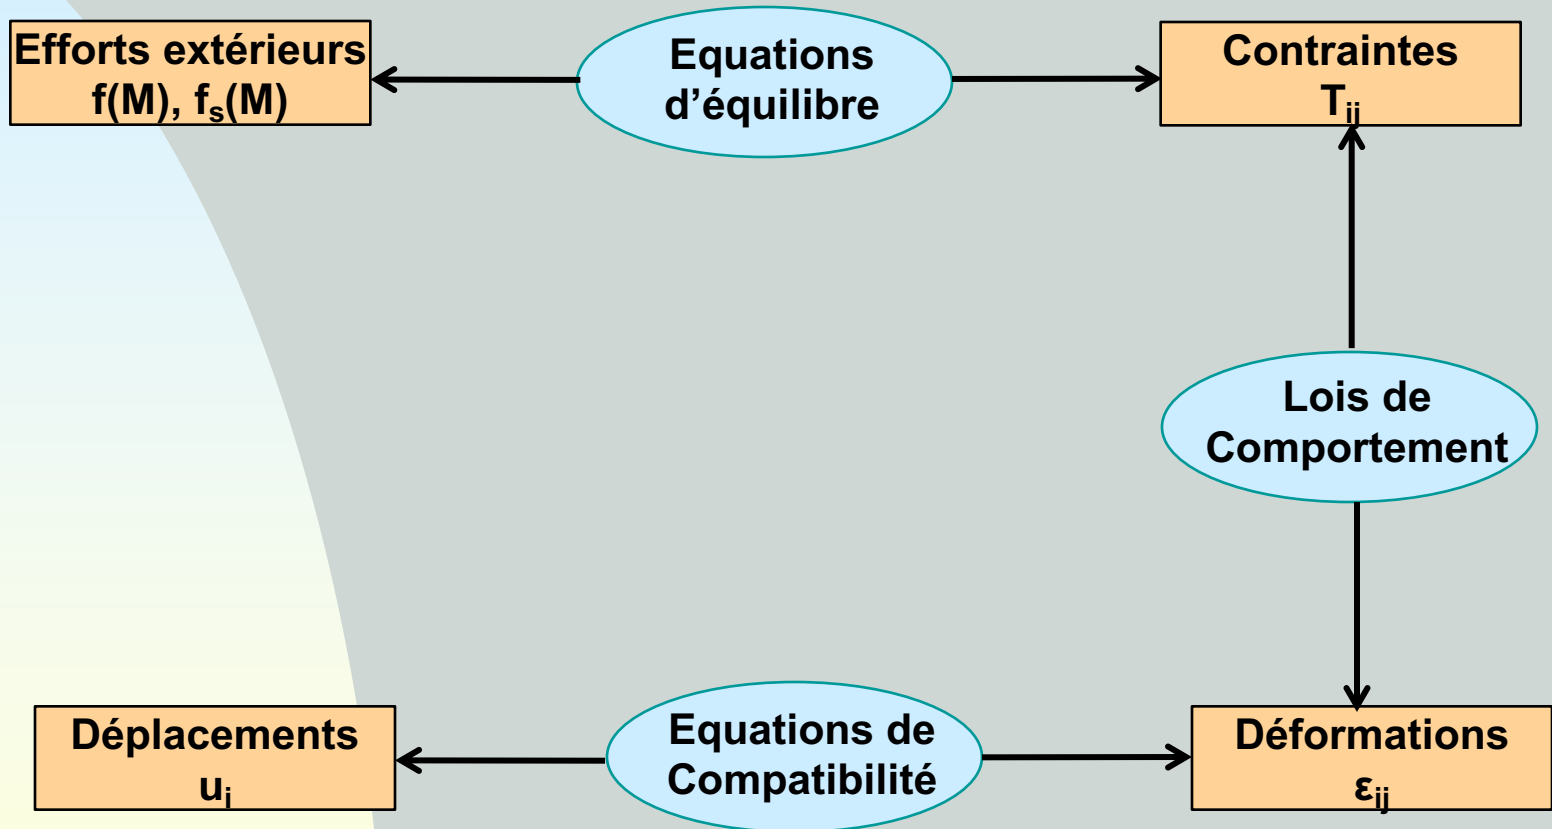 Efforts extérieurs
f(M), fₛ(M)
Equations
d’équilibre
Contraintes
Tᵢⱼ
Lois de
Comportement
Déplacements
uᵢ
Equations de
Compatibilité
Déformations
εᵢⱼ